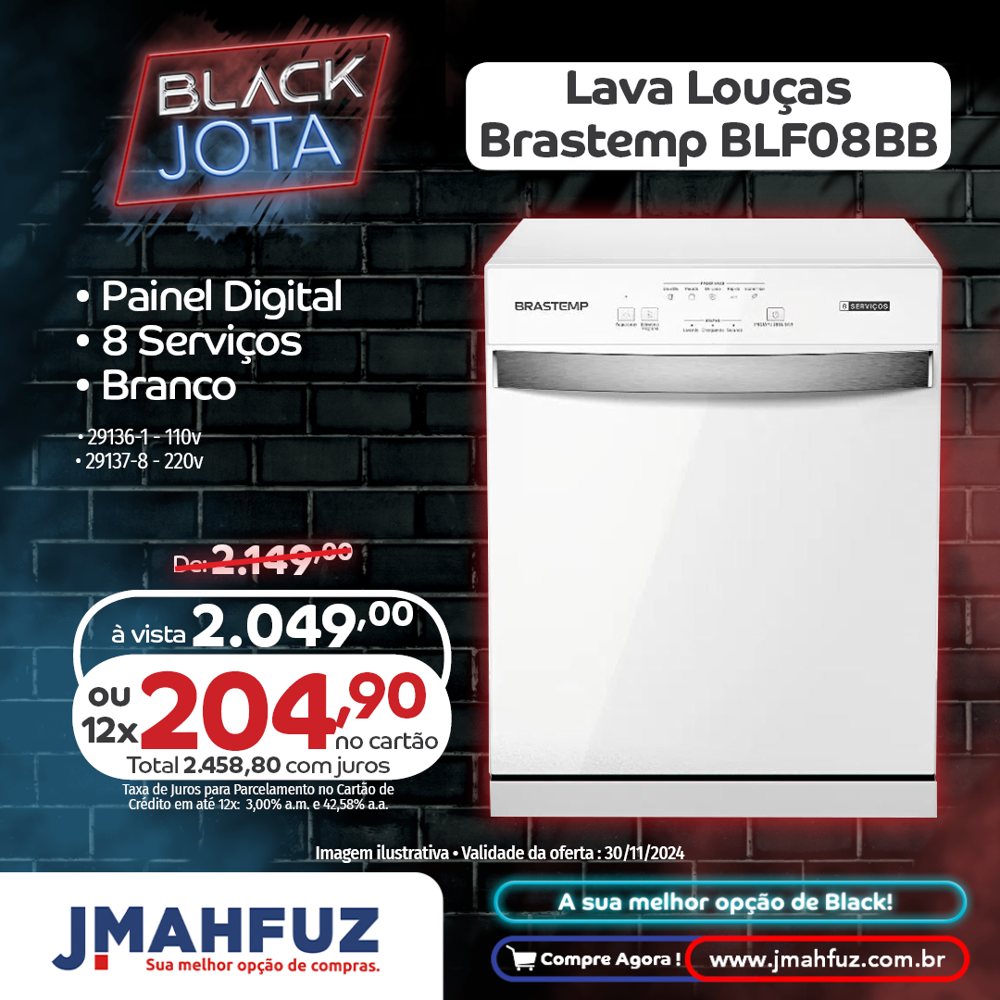 BLACK
JOTA
Lava Louças
Brastemp BLF08BB
• Painel Digital
• 8 Serviços
• Branco
• 29136-1 - 110v
• 29137-8 - 220v
BRASTEMP
8 SERVIÇOS
De: 2.149,00
à vista 2.049,00
ou
12x 204,90
no cartão
Total 2.458,80 com juros
Taxa de Juros para Parcelamento no Cartão de
Crédito em até 12x: 3,00% a.m. e 42,58% a.a.
Imagem ilustrativa • Validade da oferta : 30/11/2024
JMAHFUZ
Sua melhor opção de compras.
A sua melhor opção de Black!
Compre Agora !
www.jmahfuz.com.br